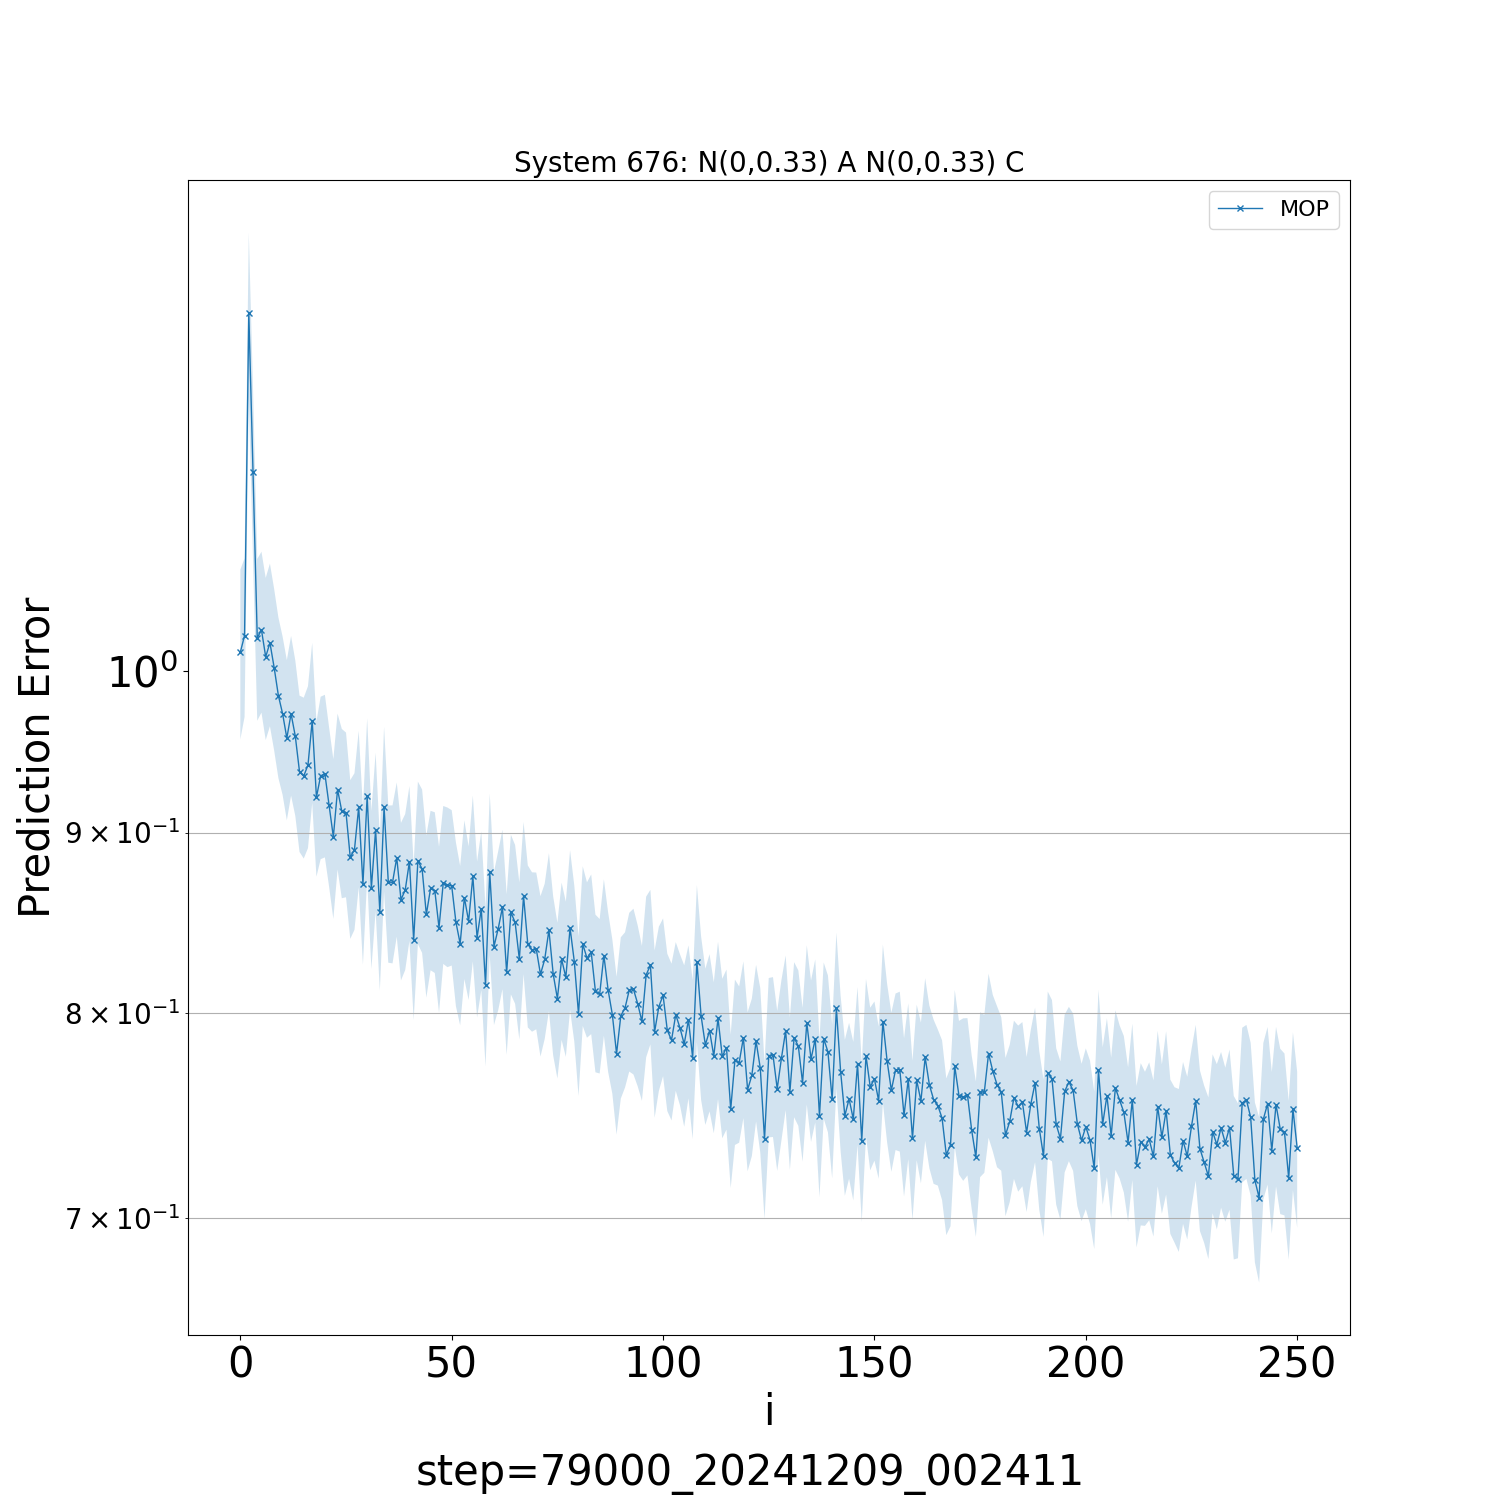 System 676: N(0,0.33) A N(0,0.33) C
MOP
Prediction Error
10⁰
9 × 10⁻¹
8 × 10⁻¹
7 × 10⁻¹
0 50 100 150 200 250
i
step=79000_20241209_002411